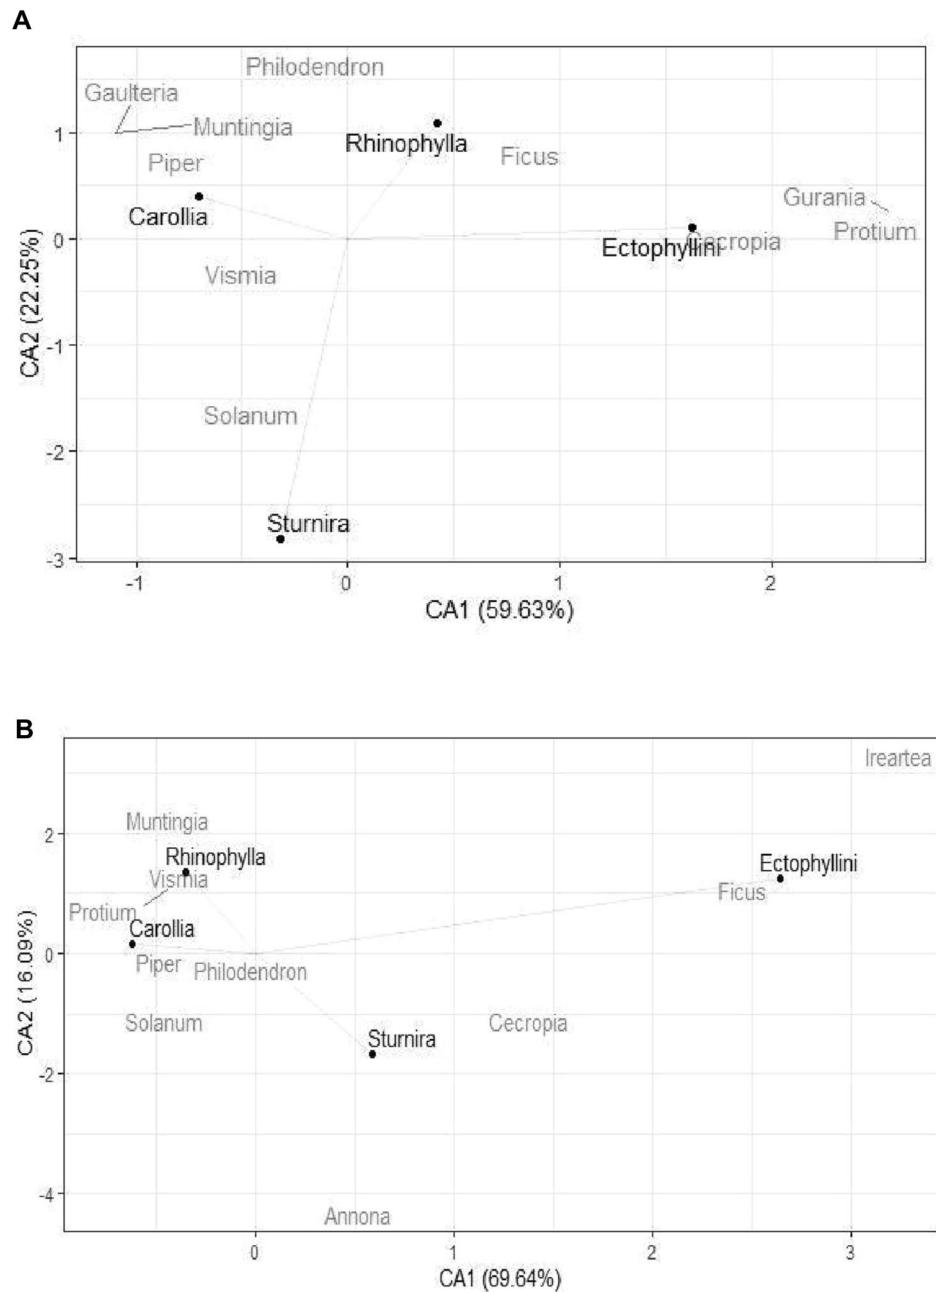 A
Philodendron
Gaulteria
Muntingia
Rhinophylla
Ficus
Piper
Gurania
Carollia
Protium
Ectophyllini
Cecropia
Vismia
Solanum
Sturnira
1
0
-1
-2
-3
CA2 (22.25%)
-1 0 1 2
CA1 (59.63%)
B
Ireartea
Muntingia
Rhinophylla
Ectophyllini
Vismia
Ficus
Protium
Carollia
Piper
Philodendron
Solanum
Cecropia
Sturnira
Annona
2
0
-2
-4
CA2 (16.09%)
0 1 2 3
CA1 (69.64%)